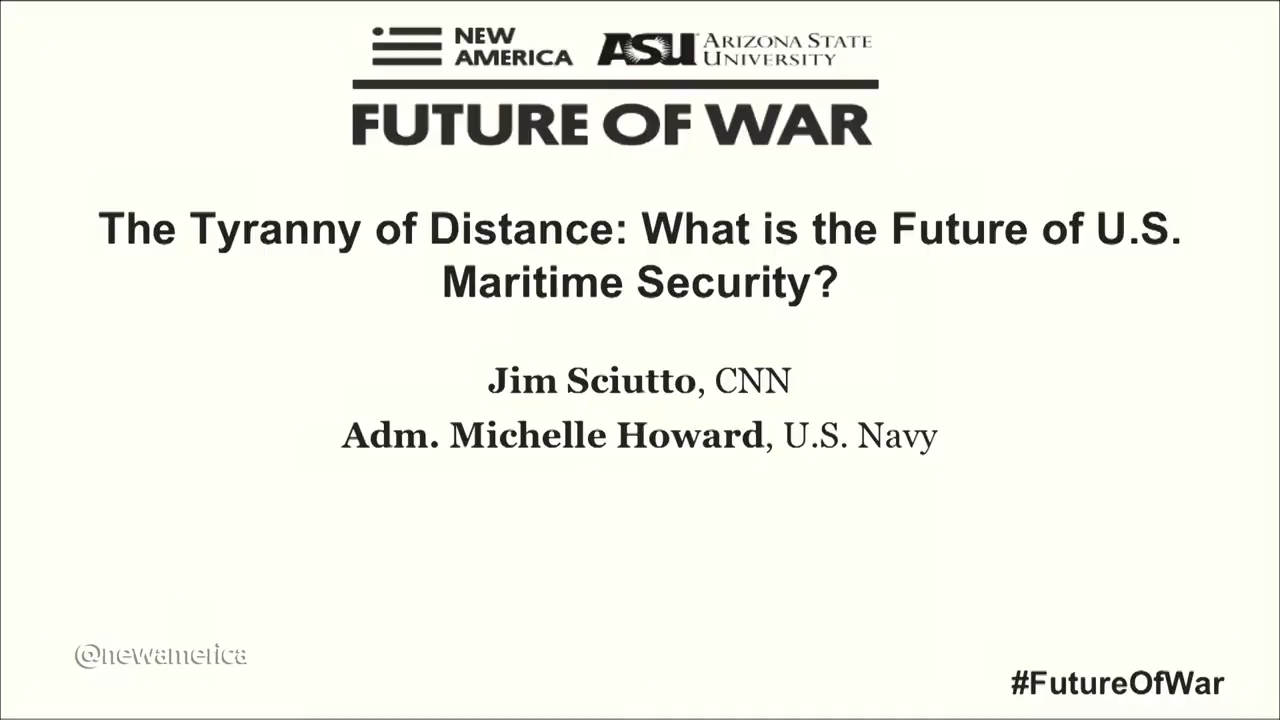 NEW
AMERICA
ASU ARIZONA STATE
UNIVERSITY
FUTURE OF WAR
The Tyranny of Distance: What is the Future of U.S.
Maritime Security?
Jim Sciutto, CNN
Adm. Michelle Howard, U.S. Navy
@newamerica
#FutureOfWar